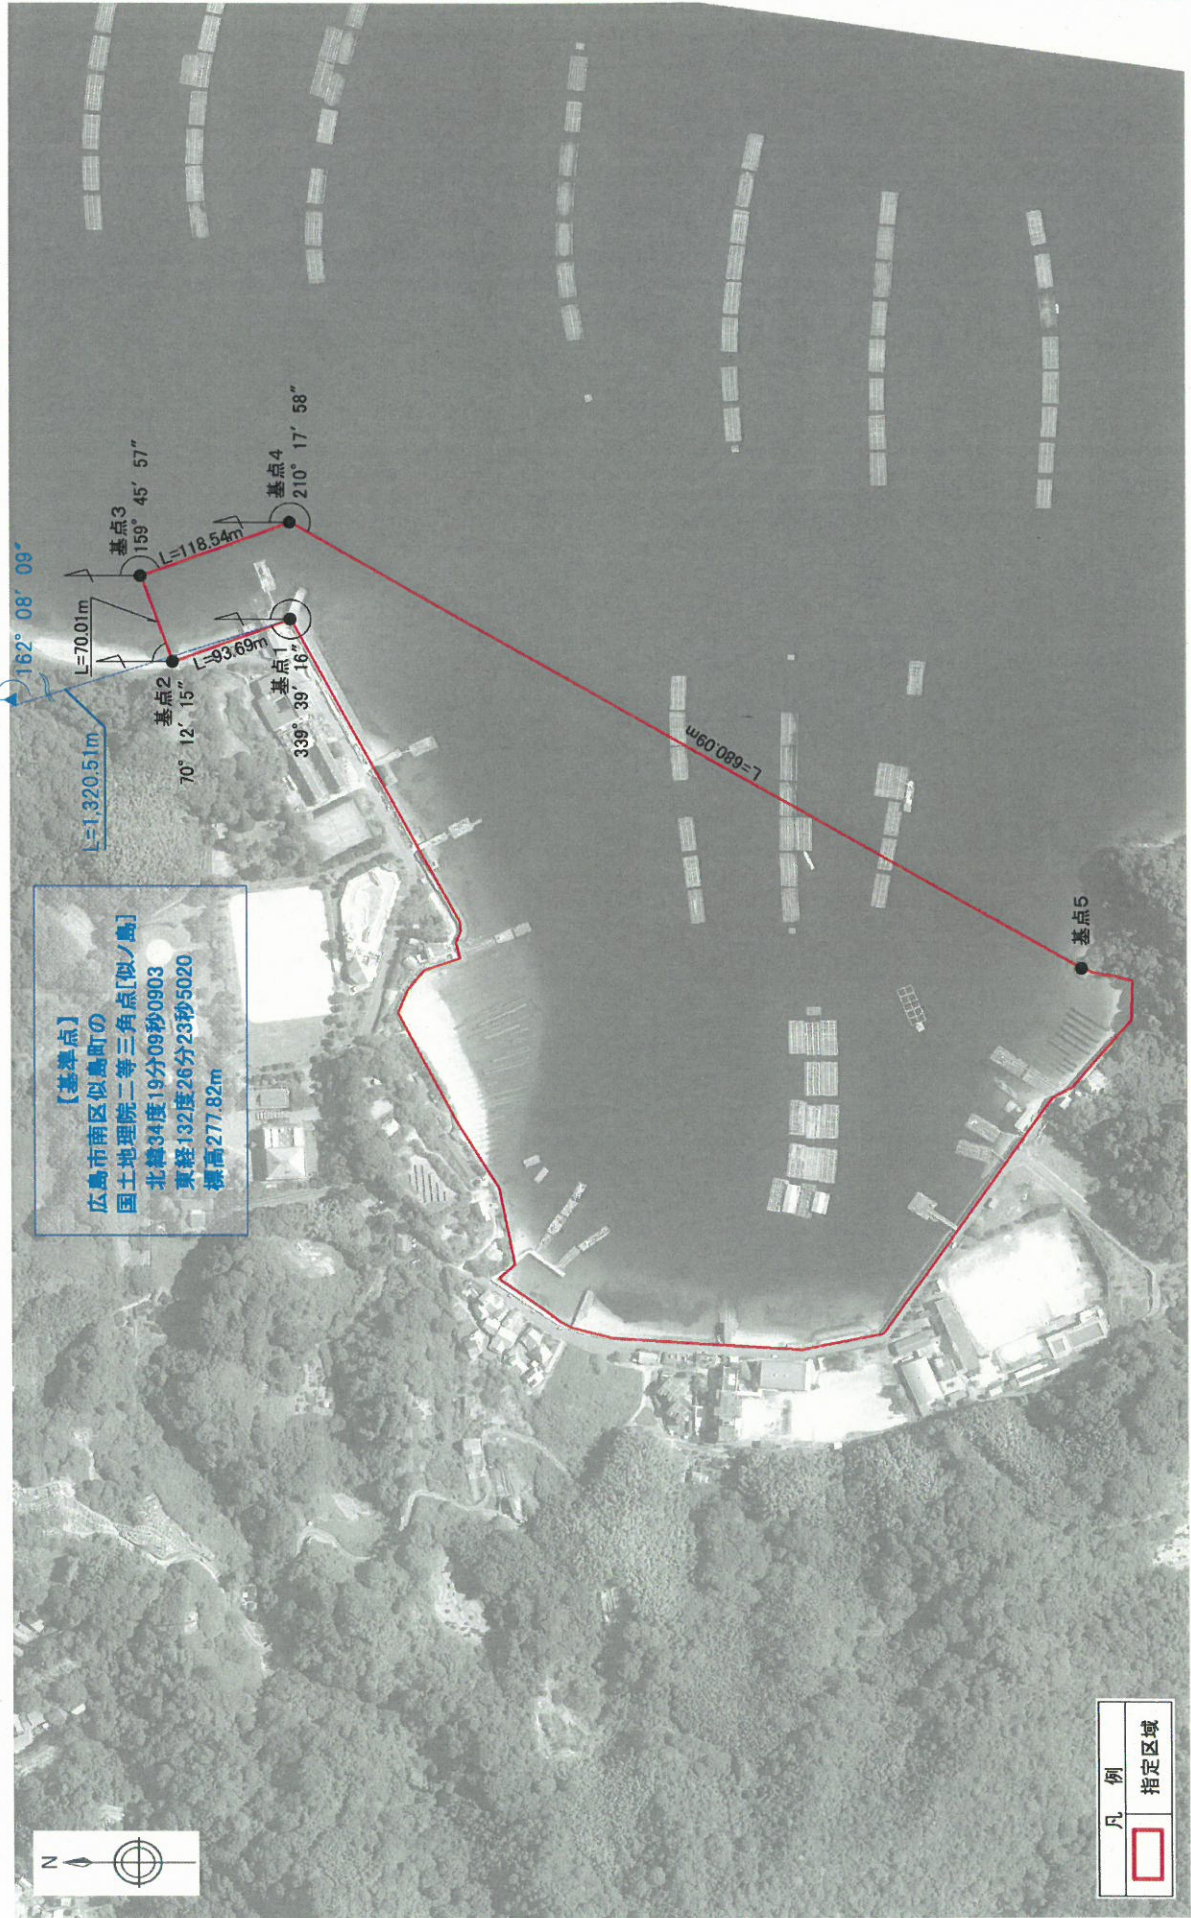 【基準点】
広島市南区似島町の
国土地理院二等三角点[似ノ島]
北緯34度19分09秒0903
東経132度26分23秒5020
標高277.82m
162° 08′ 09″
L=1,320.51m
L=70.01m
基点3
159° 45′ 57″
L=118.54m
基点2
70° 12′ 15″
L=93.69m
基点1
339° 39′ 16″
基点4
210° 17′ 58″
L=680.09m
基点5
N
凡 例
指定区域